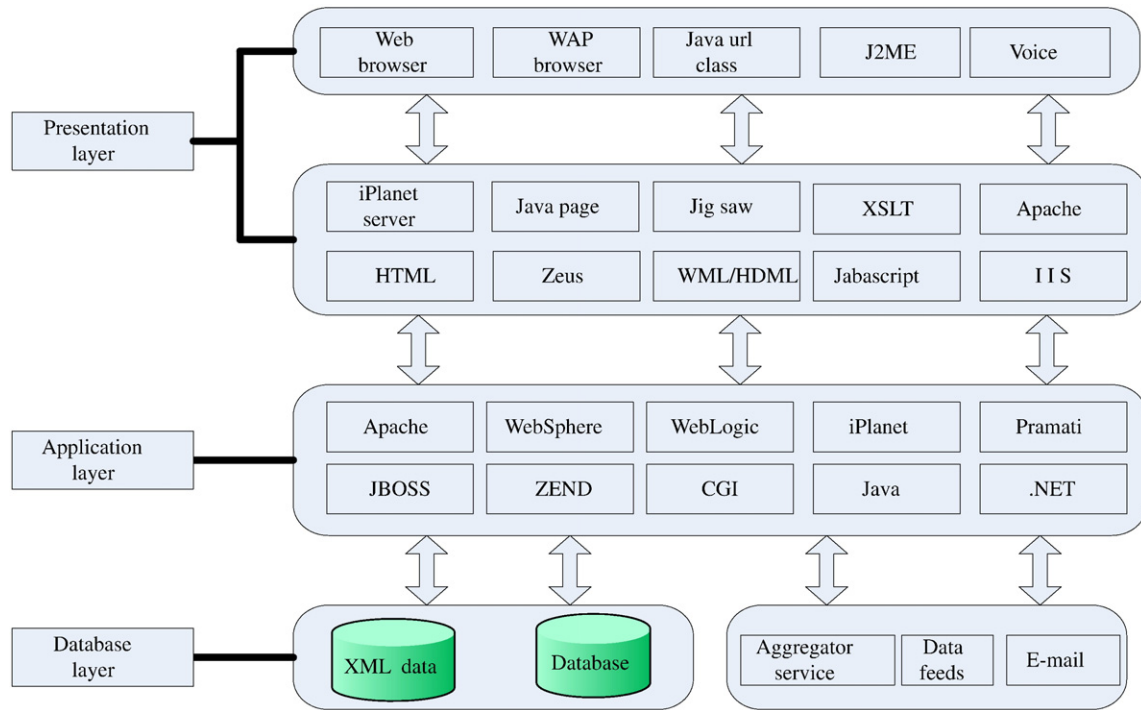 Web
browser
WAP
browser
Java url
class
J2ME
Voice
Presentation
layer
iPlanet
server
Java page
Jig saw
XSLT
Apache
HTML
Zeus
WML/HDML
Jabascript
I I S
Application
layer
Apache
WebSphere
WebLogic
iPlanet
Pramati
JBOSS
ZEND
CGI
Java
.NET
Database
layer
XML data
Database
Aggregator
service
Data
feeds
E-mail